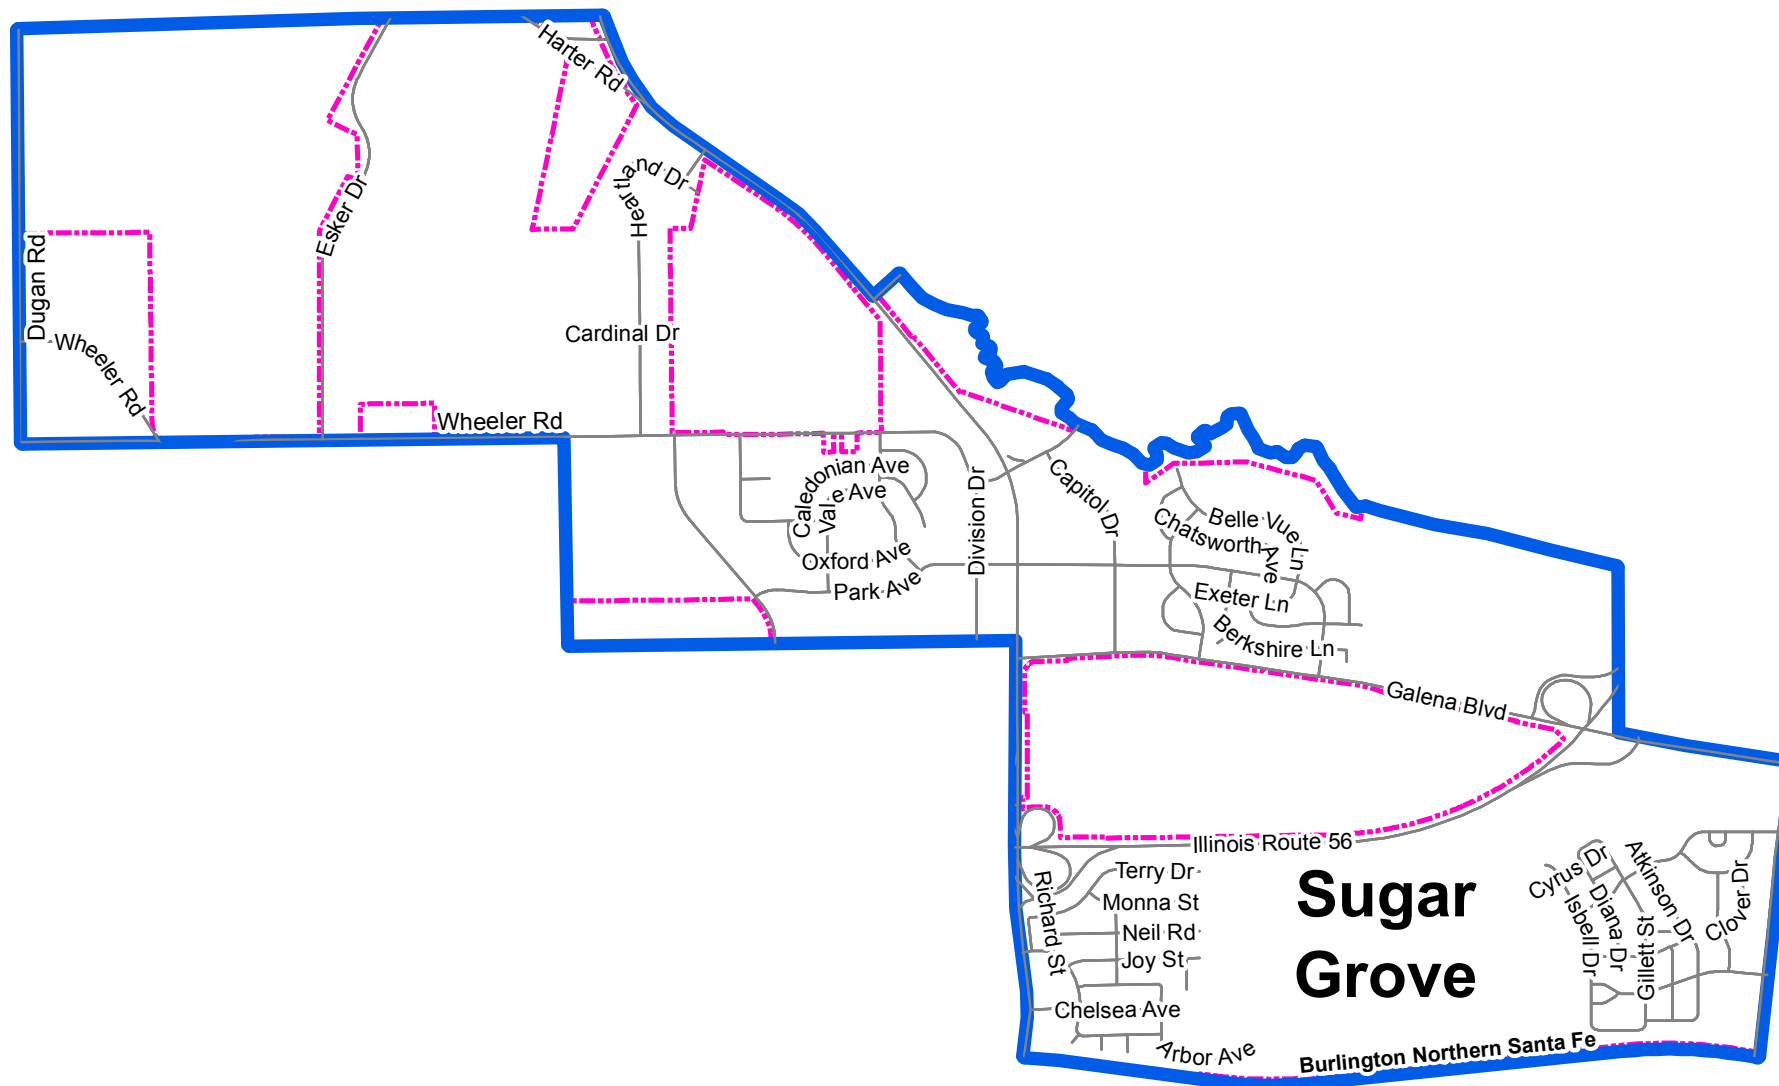 Harter Rd
Heartland Dr
Esker Dr
Dugan Rd
Wheeler Rd
Cardinal Dr
Wheeler Rd
Caledonian Ave
Vale Ave
Oxford Ave
Park Ave
Division Dr
Capitol Dr
Belle Vue Ln
Chatsworth Ave
Exeter Ln
Berkshire Ln
Galena Blvd
Illinois Route 56
Richard St
Terry Dr
Monna St
Neil Rd
Joy St
Chelsea Ave
Arbor Ave
Sugar
Grove
Cyrus Dr
Isbell Dr
Diana Dr
Gillett St
Atkinson Dr
Clover Dr
Burlington Northern Santa Fe